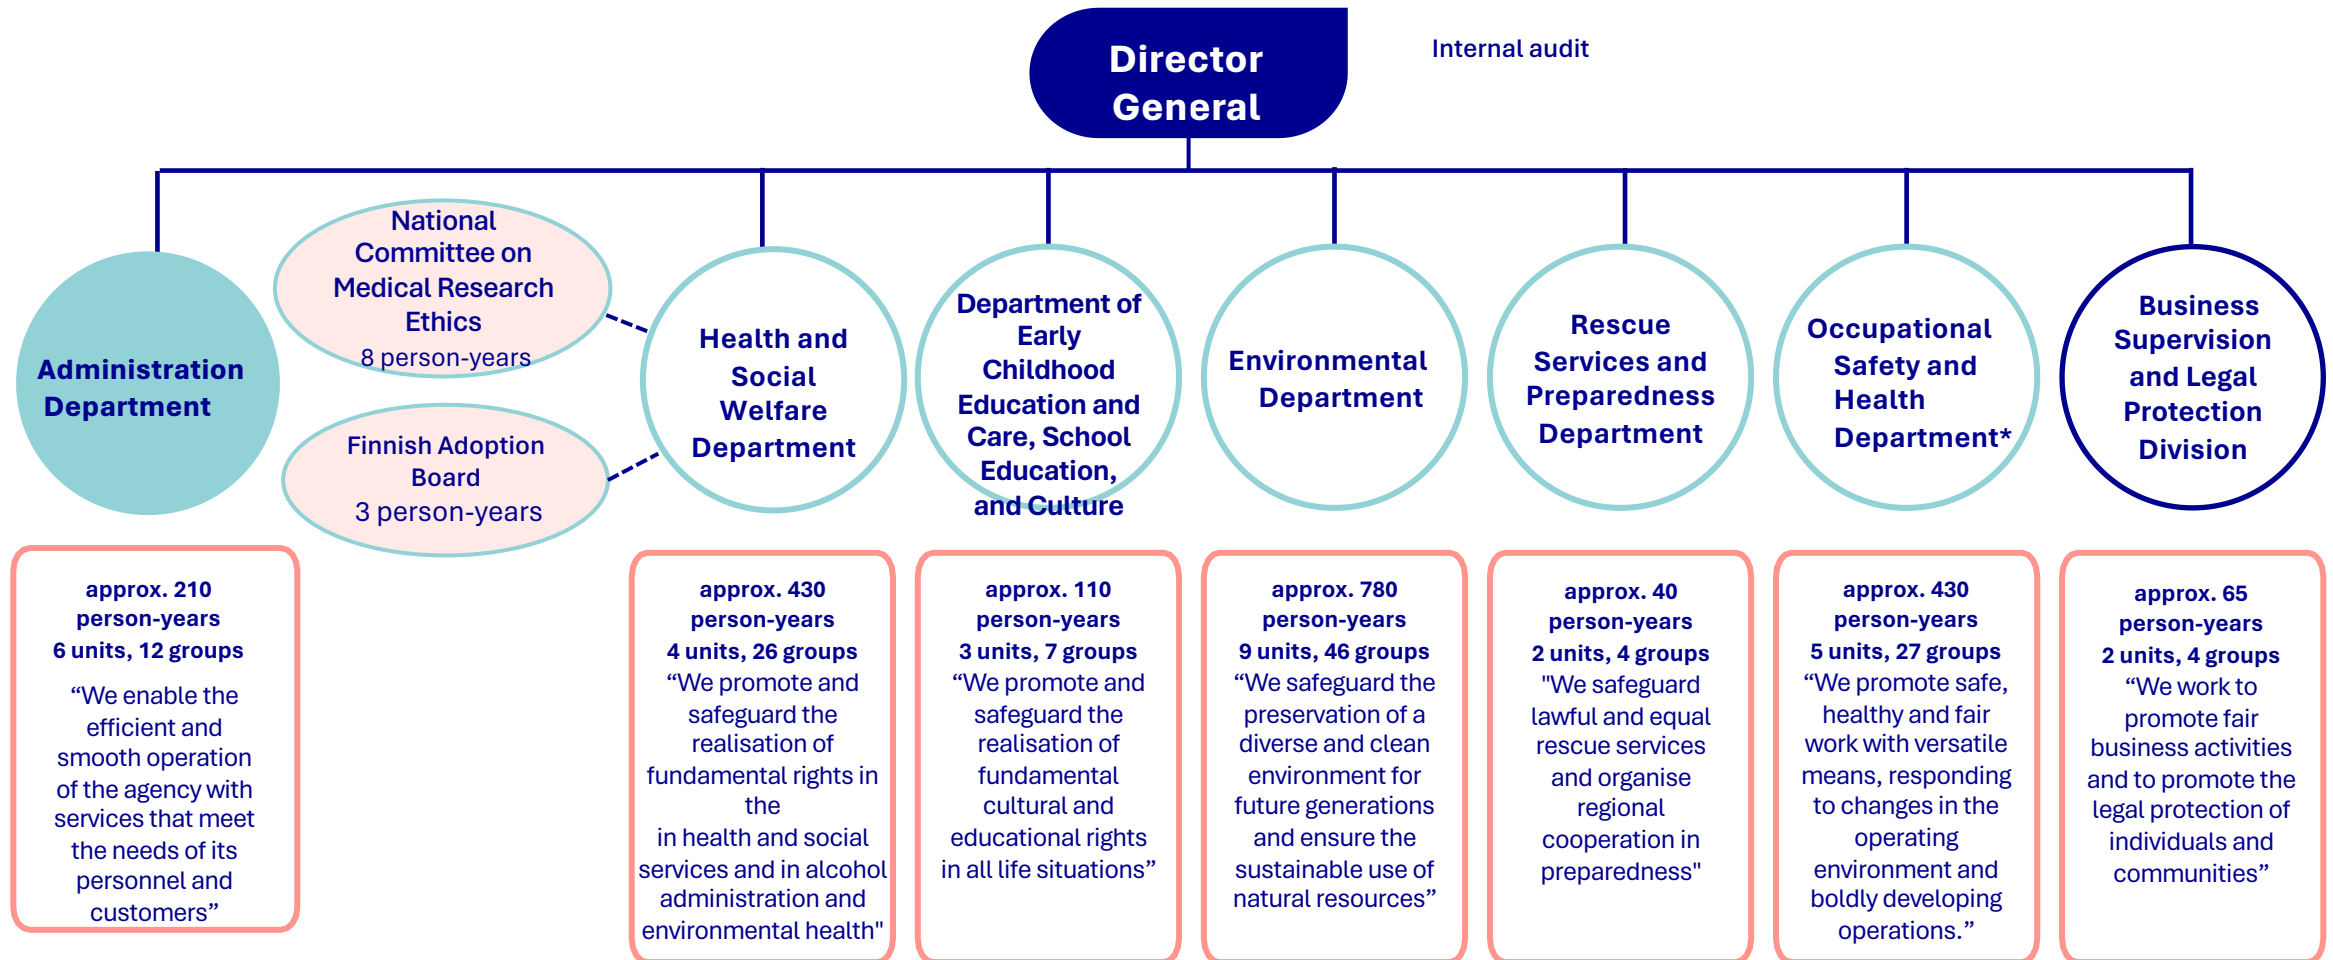 Director
General
Internal audit
Administration
Department
National
Committee on
Medical Research
Ethics
8 person-years
Finnish Adoption
Board
3 person-years
Health and
Social
Welfare
Department
Department of
Early
Childhood
Education and
Care, School
Education,
and Culture
Environmental
Department
Rescue
Services and
Preparedness
Department
Occupational
Safety and
Health
Department*
Business
Supervision
and Legal
Protection
Division
approx. 210
person-years
6 units, 12 groups
“We enable the
efficient and
smooth operation
of the agency with
services that meet
the needs of its
personnel and
customers”
approx. 430
person-years
4 units, 26 groups
“We promote and
safeguard the
realisation of
fundamental rights in
the
in health and social
services and in alcohol
administration and
environmental health"
approx. 110
person-years
3 units, 7 groups
“We promote and
safeguard the
realisation of
fundamental
cultural and
educational rights
in all life situations”
approx. 780
person-years
9 units, 46 groups
“We safeguard the
preservation of a
diverse and clean
environment for
future generations
and ensure the
sustainable use of
natural resources”
approx. 40
person-years
2 units, 4 groups
"We safeguard
lawful and equal
rescue services
and organise
regional
cooperation in
preparedness"
approx. 430
person-years
5 units, 27 groups
“We promote safe,
healthy and fair
work with versatile
means, responding
to changes in the
operating
environment and
boldly developing
operations.”
approx. 65
person-years
2 units, 4 groups
“We work to
promote fair
business activities
and to promote the
legal protection of
individuals and
communities”